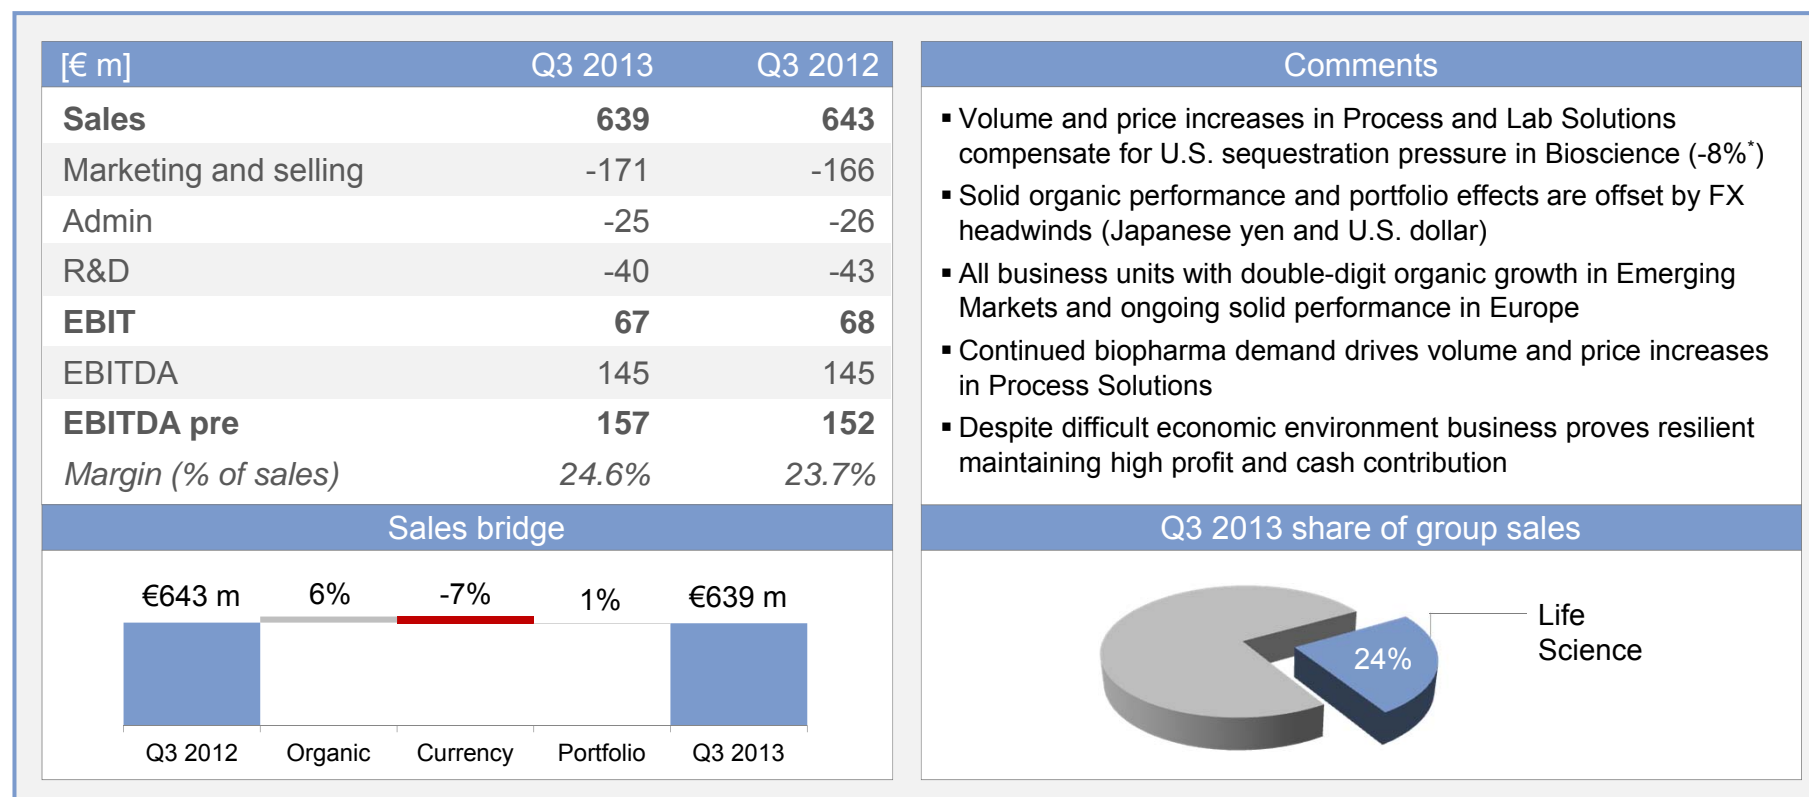 [€ m] Q3 2013 Q3 2012
Sales 639 643
Marketing and selling -171 -166
Admin -25 -26
R&D -40 -43
EBIT 67 68
EBITDA 145 145
EBITDA pre 157 152
Margin (% of sales) 24.6% 23.7%
Comments
▪ Volume and price increases in Process and Lab Solutions
compensate for U.S. sequestration pressure in Bioscience (-8%*)
▪ Solid organic performance and portfolio effects are offset by FX
headwinds (Japanese yen and U.S. dollar)
▪ All business units with double-digit organic growth in Emerging
Markets and ongoing solid performance in Europe
▪ Continued biopharma demand drives volume and price increases
in Process Solutions
▪ Despite difficult economic environment business proves resilient
maintaining high profit and cash contribution
Sales bridge
€643 m 6% -7% 1% €639 m
Q3 2012 Organic Currency Portfolio Q3 2013
Q3 2013 share of group sales
24%
Life
Science